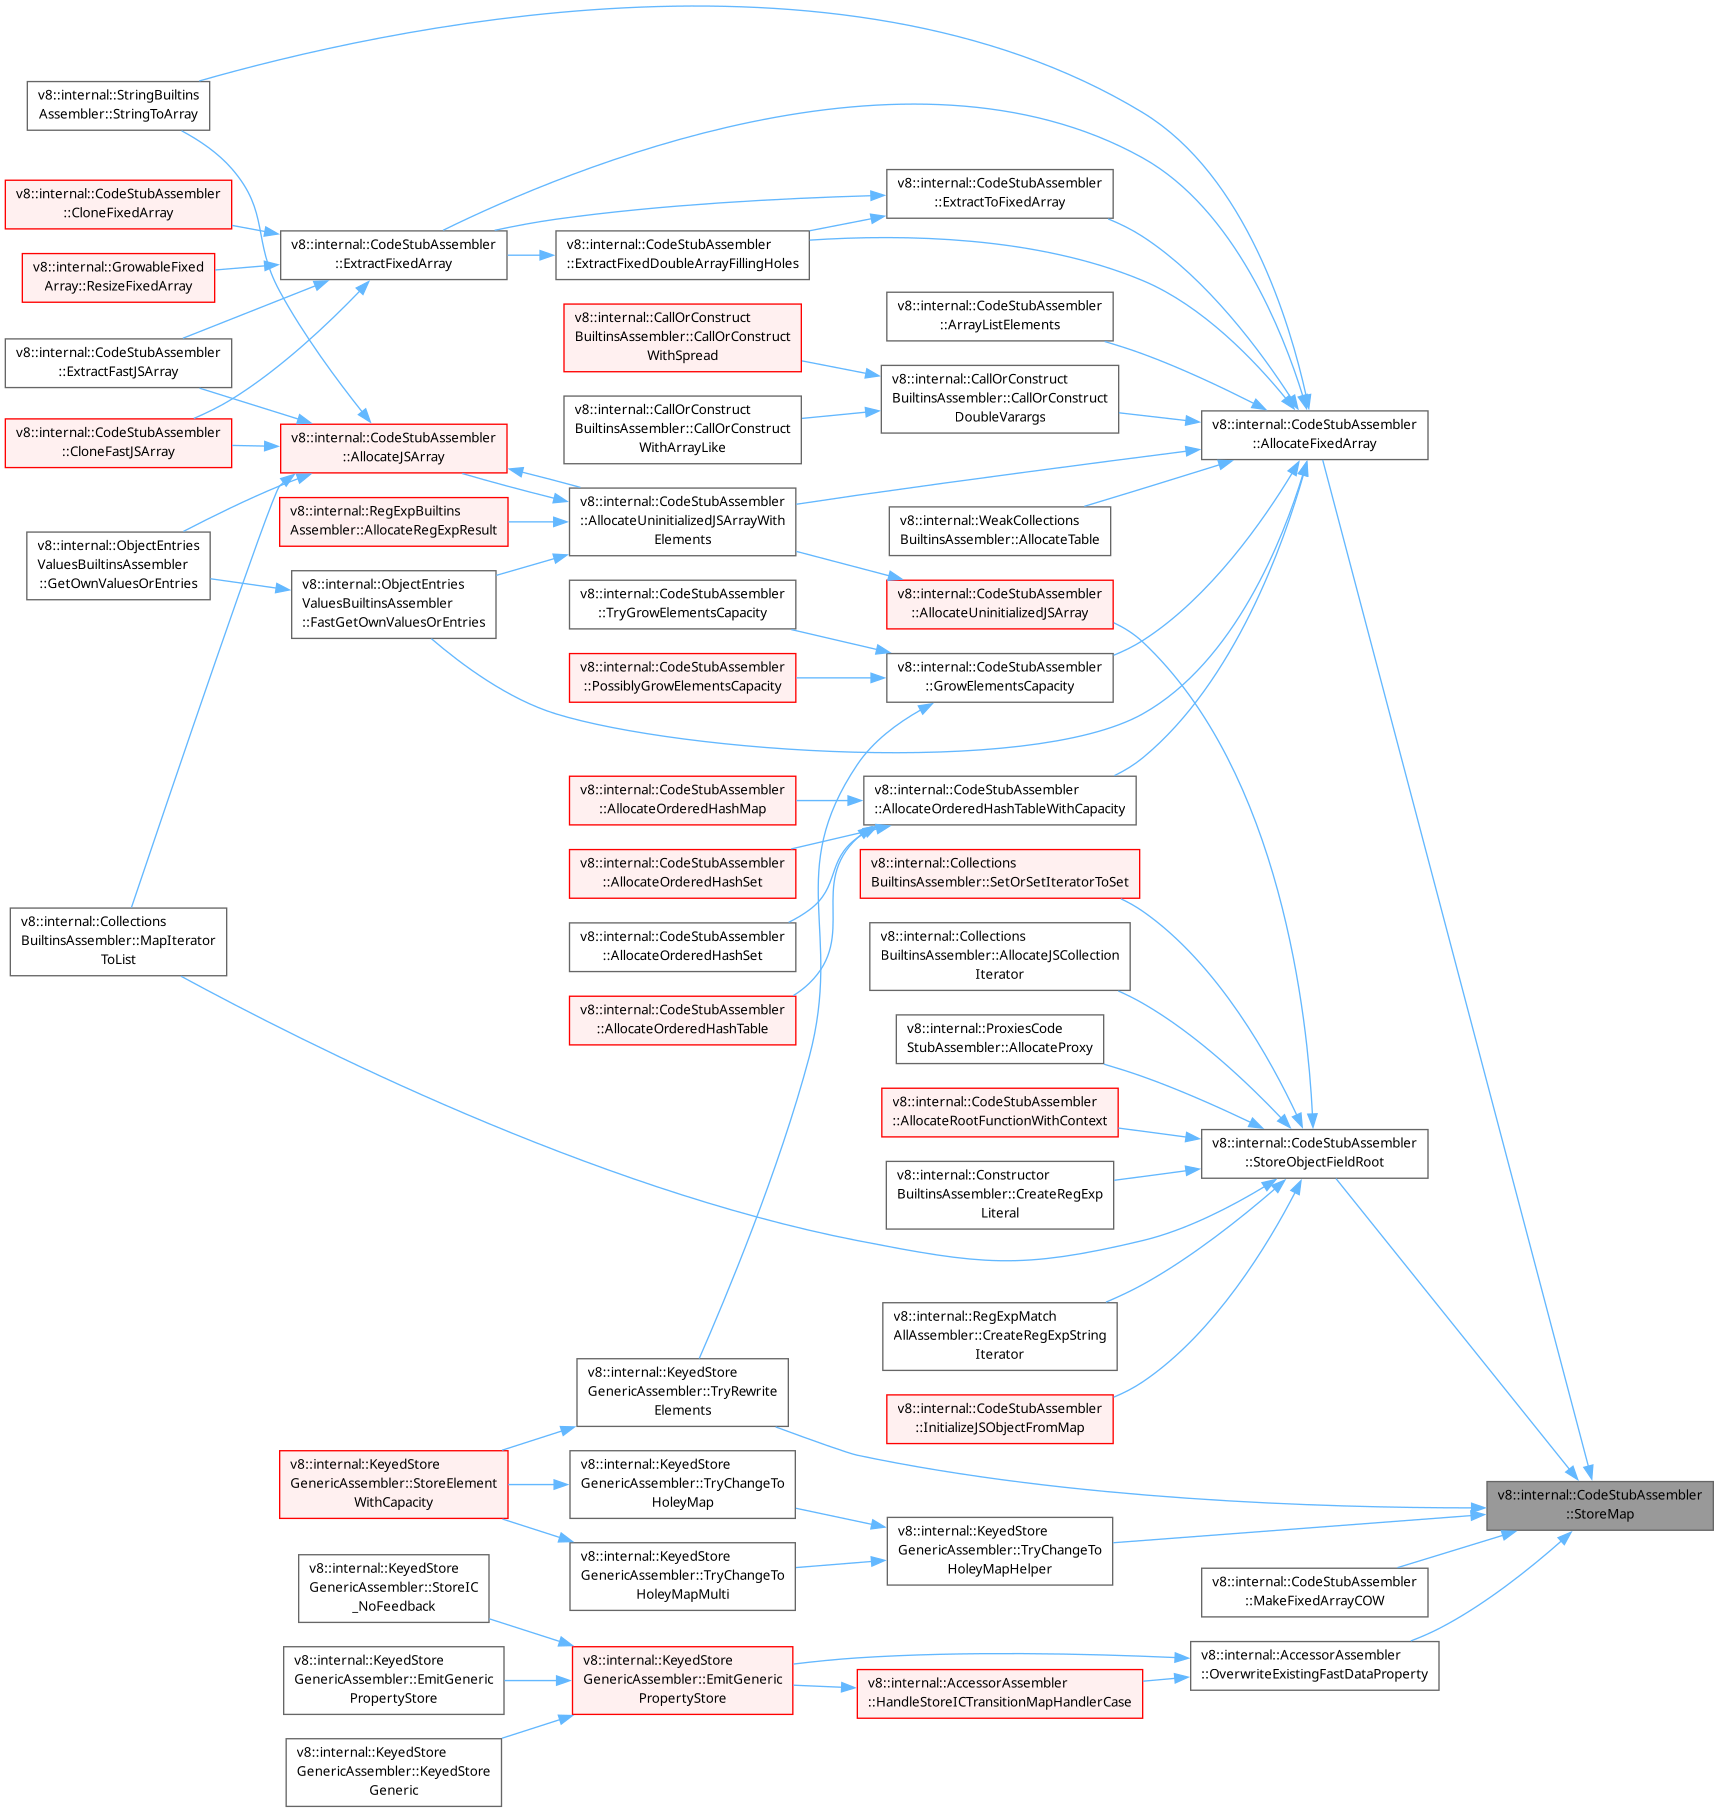 v8::internal::StringBuiltins
Assembler::StringToArray
v8::internal::CodeStubAssembler
::CloneFixedArray
v8::internal::GrowableFixed
Array::ResizeFixedArray
v8::internal::CodeStubAssembler
::ExtractFastJSArray
v8::internal::CodeStubAssembler
::CloneFastJSArray
v8::internal::ObjectEntries
ValuesBuiltinsAssembler
::GetOwnValuesOrEntries
v8::internal::Collections
BuiltinsAssembler::MapIterator
ToList
v8::internal::CodeStubAssembler
::ExtractFixedArray
v8::internal::CodeStubAssembler
::AllocateJSArray
v8::internal::RegExpBuiltins
Assembler::AllocateRegExpResult
v8::internal::ObjectEntries
ValuesBuiltinsAssembler
::FastGetOwnValuesOrEntries
v8::internal::KeyedStore
GenericAssembler::StoreElement
WithCapacity
v8::internal::KeyedStore
GenericAssembler::StoreIC
_NoFeedback
v8::internal::KeyedStore
GenericAssembler::EmitGeneric
PropertyStore
v8::internal::KeyedStore
GenericAssembler::KeyedStore
Generic
v8::internal::CodeStubAssembler
::ExtractFixedDoubleArrayFillingHoles
v8::internal::CallOrConstruct
BuiltinsAssembler::CallOrConstruct
WithSpread
v8::internal::CallOrConstruct
BuiltinsAssembler::CallOrConstruct
WithArrayLike
v8::internal::CodeStubAssembler
::AllocateUninitializedJSArrayWith
Elements
v8::internal::CodeStubAssembler
::TryGrowElementsCapacity
v8::internal::CodeStubAssembler
::PossiblyGrowElementsCapacity
v8::internal::CodeStubAssembler
::AllocateOrderedHashMap
v8::internal::CodeStubAssembler
::AllocateOrderedHashSet
v8::internal::CodeStubAssembler
::AllocateOrderedHashSet
v8::internal::CodeStubAssembler
::AllocateOrderedHashTable
v8::internal::KeyedStore
GenericAssembler::TryRewrite
Elements
v8::internal::KeyedStore
GenericAssembler::TryChangeTo
HoleyMap
v8::internal::KeyedStore
GenericAssembler::TryChangeTo
HoleyMapMulti
v8::internal::KeyedStore
GenericAssembler::EmitGeneric
PropertyStore
v8::internal::CodeStubAssembler
::ExtractToFixedArray
v8::internal::CodeStubAssembler
::ArrayListElements
v8::internal::CallOrConstruct
BuiltinsAssembler::CallOrConstruct
DoubleVarargs
v8::internal::WeakCollections
BuiltinsAssembler::AllocateTable
v8::internal::CodeStubAssembler
::AllocateUninitializedJSArray
v8::internal::CodeStubAssembler
::GrowElementsCapacity
v8::internal::CodeStubAssembler
::AllocateOrderedHashTableWithCapacity
v8::internal::Collections
BuiltinsAssembler::SetOrSetIteratorToSet
v8::internal::Collections
BuiltinsAssembler::AllocateJSCollection
Iterator
v8::internal::ProxiesCode
StubAssembler::AllocateProxy
v8::internal::CodeStubAssembler
::AllocateRootFunctionWithContext
v8::internal::Constructor
BuiltinsAssembler::CreateRegExp
Literal
v8::internal::RegExpMatch
AllAssembler::CreateRegExpString
Iterator
v8::internal::CodeStubAssembler
::InitializeJSObjectFromMap
v8::internal::KeyedStore
GenericAssembler::TryChangeTo
HoleyMapHelper
v8::internal::AccessorAssembler
::HandleStoreICTransitionMapHandlerCase
v8::internal::CodeStubAssembler
::AllocateFixedArray
v8::internal::CodeStubAssembler
::StoreObjectFieldRoot
v8::internal::CodeStubAssembler
::MakeFixedArrayCOW
v8::internal::AccessorAssembler
::OverwriteExistingFastDataProperty
v8::internal::CodeStubAssembler
::StoreMap